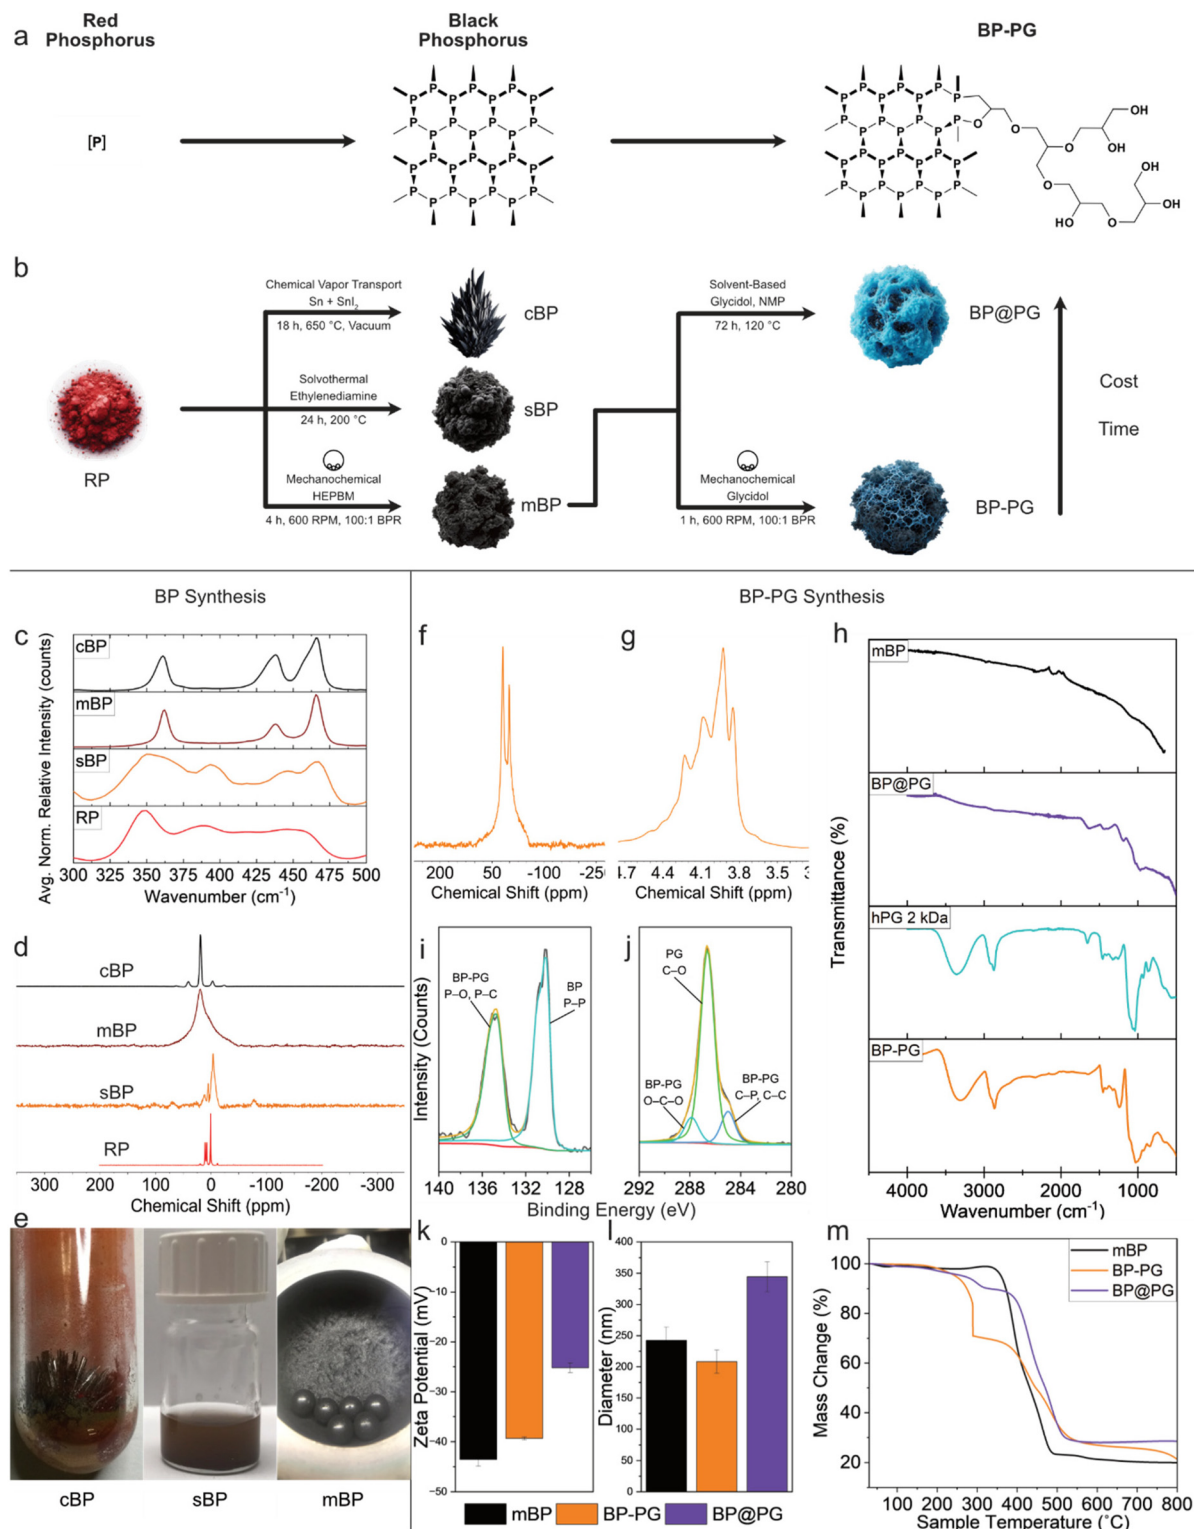 a
Red
Phosphorus
Black
Phosphorus
BP-PG
[P]
P P P
P P P
P P P
P P P
P P P
P P P
P P P
P P P
P P P P
P P P P O
P P P
P P P
P P P
P P P
O
O
OH
OH
O
OH
OH
OH
O
b
RP
Chemical Vapor Transport
Sn + SnI2
18 h, 650 °C, Vacuum
cBP
Solvothermal
Ethylenediamine
24 h, 200 °C
sBP
Mechanochemical
HEPBM
4 h, 600 RPM, 100:1 BPR
mBP
Solvent-Based
Glycidol, NMP
72 h, 120 °C
BP@PG
Mechanochemical
Glycidol
1 h, 600 RPM, 100:1 BPR
BP-PG
Cost
Time
BP Synthesis
BP-PG Synthesis
c
cBP
mBP
sBP
RP
Avg. Norm. Relative Intensity (counts)
300 325 350 375 400 425 450 475 500
Wavenumber (cm-1)
d
cBP
mBP
sBP
RP
300 200 100 0 -100 -200 -300
Chemical Shift (ppm)
e
cBP
sBP
mBP
f
200 50 -100 -250
Chemical Shift (ppm)
g
4.7 4.4 4.1 3.8 3
Chemical Shift (ppm)
h
mBP
BP@PG
hPG 2 kDa
BP-PG
Transmittance (%)
4000 3000 2000 1000
Wavenumber (cm-1)
i
BP-PG
P–O, P–C
BP
P–P
Intensity (Counts)
140 136 132 128
j
PG
C–O
BP-PG
O–C–O
BP-PG
C–P, C–C
292 288 284 280
Binding Energy (eV)
k
0
−10
−20
−30
−40
−50
Zeta Potential (mV)
l
400
350
300
250
200
150
100
50
0
Diameter (nm)
mBP BP-PG BP@PG
m
mBP
BP-PG
BP@PG
100
80
60
40
20
Mass Change (%)
100 200 300 400 500 600 700 800
Sample Temperature (˚C)